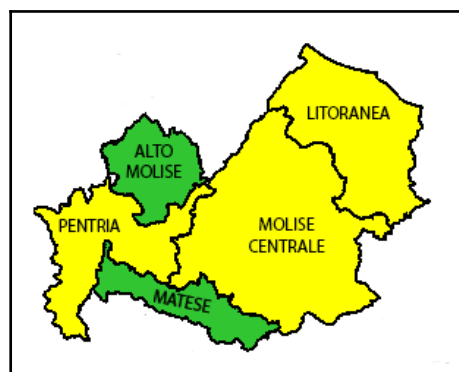 LITORANEA
ALTO
MOLISE
PENTRIA
MOLISE
CENTRALE
MATESE